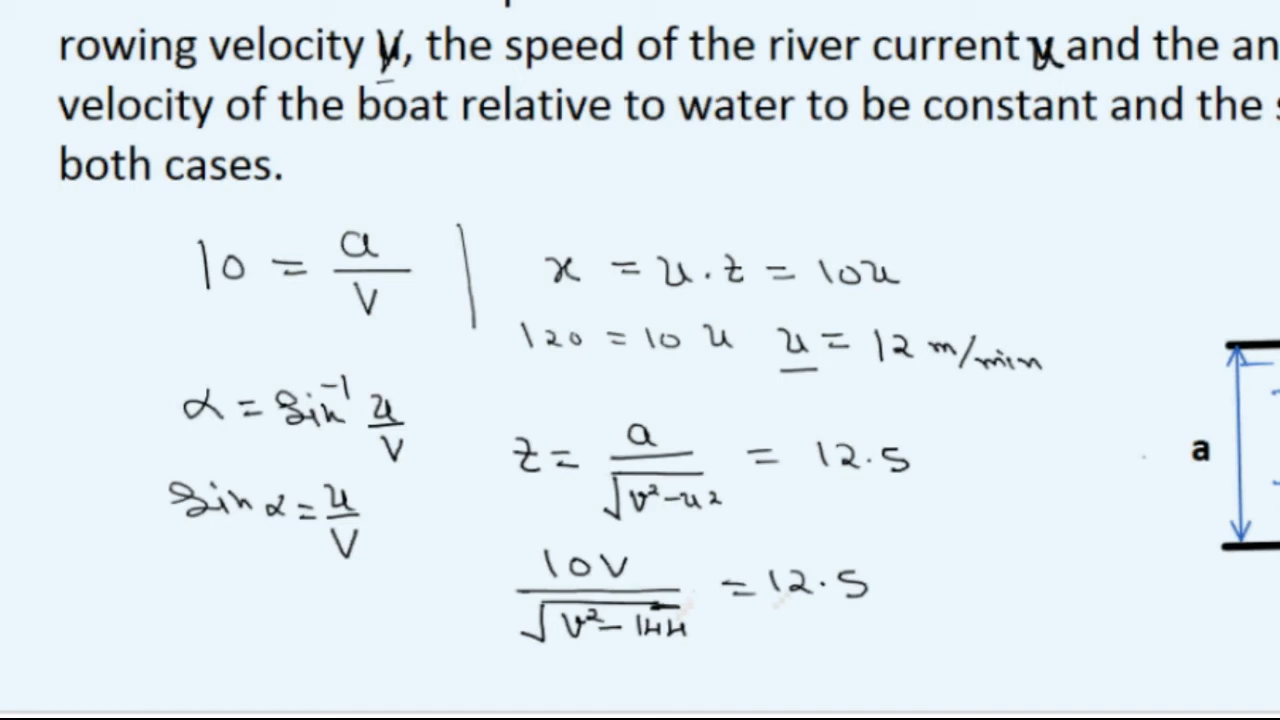 rowing velocity v, the speed of the river current u and the an
velocity of the boat relative to water to be constant and the s
both cases.
10 = a/v | x = u.t = 10u
120 = 10 u u = 12 m/min
α = sin⁻¹ u/v
t = a/√v²-u² = 12.5
sin α = u/v
10v/√v²-144 = 12.5
a